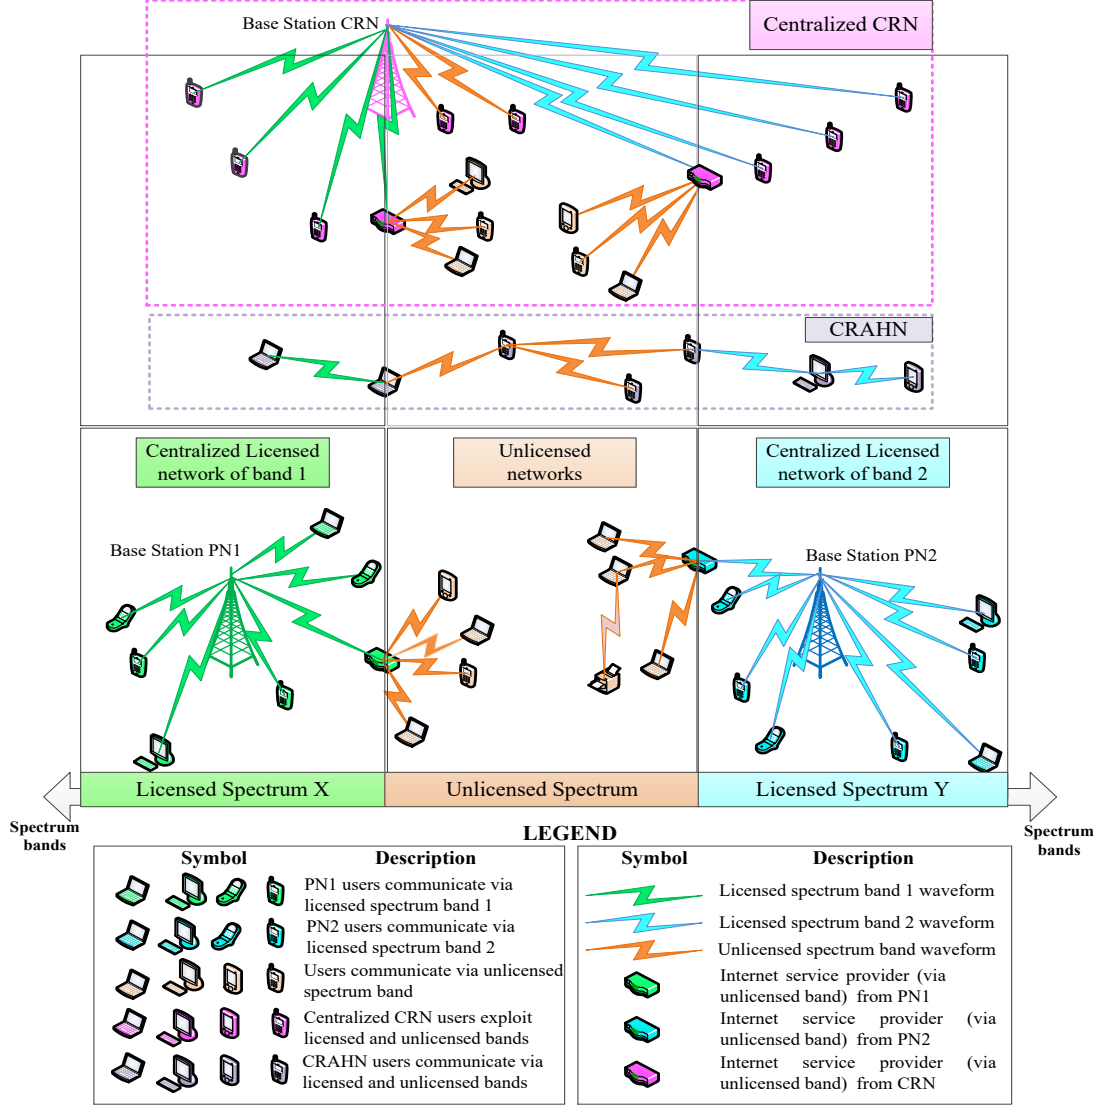 Base Station CRN
Centralized CRN
CRAHN
Centralized Licensed
network of band 1
Unlicensed
networks
Centralized Licensed
network of band 2
Base Station PN1
Base Station PN2
Licensed Spectrum X
Unlicensed Spectrum
Licensed Spectrum Y
Spectrum
bands
Spectrum
bands
LEGEND
Symbol
Description
PN1 users communicate via
licensed spectrum band 1
PN2 users communicate via
licensed spectrum band 2
Users communicate via unlicensed
spectrum band
Centralized CRN users exploit
licensed and unlicensed bands
CRAHN users communicate via
licensed and unlicensed bands
Symbol
Description
Licensed spectrum band 1 waveform
Licensed spectrum band 2 waveform
Unlicensed spectrum band waveform
Internet service provider (via
unlicensed band) from PN1
Internet service provider (via
unlicensed band) from PN2
Internet service provider (via
unlicensed band) from CRN